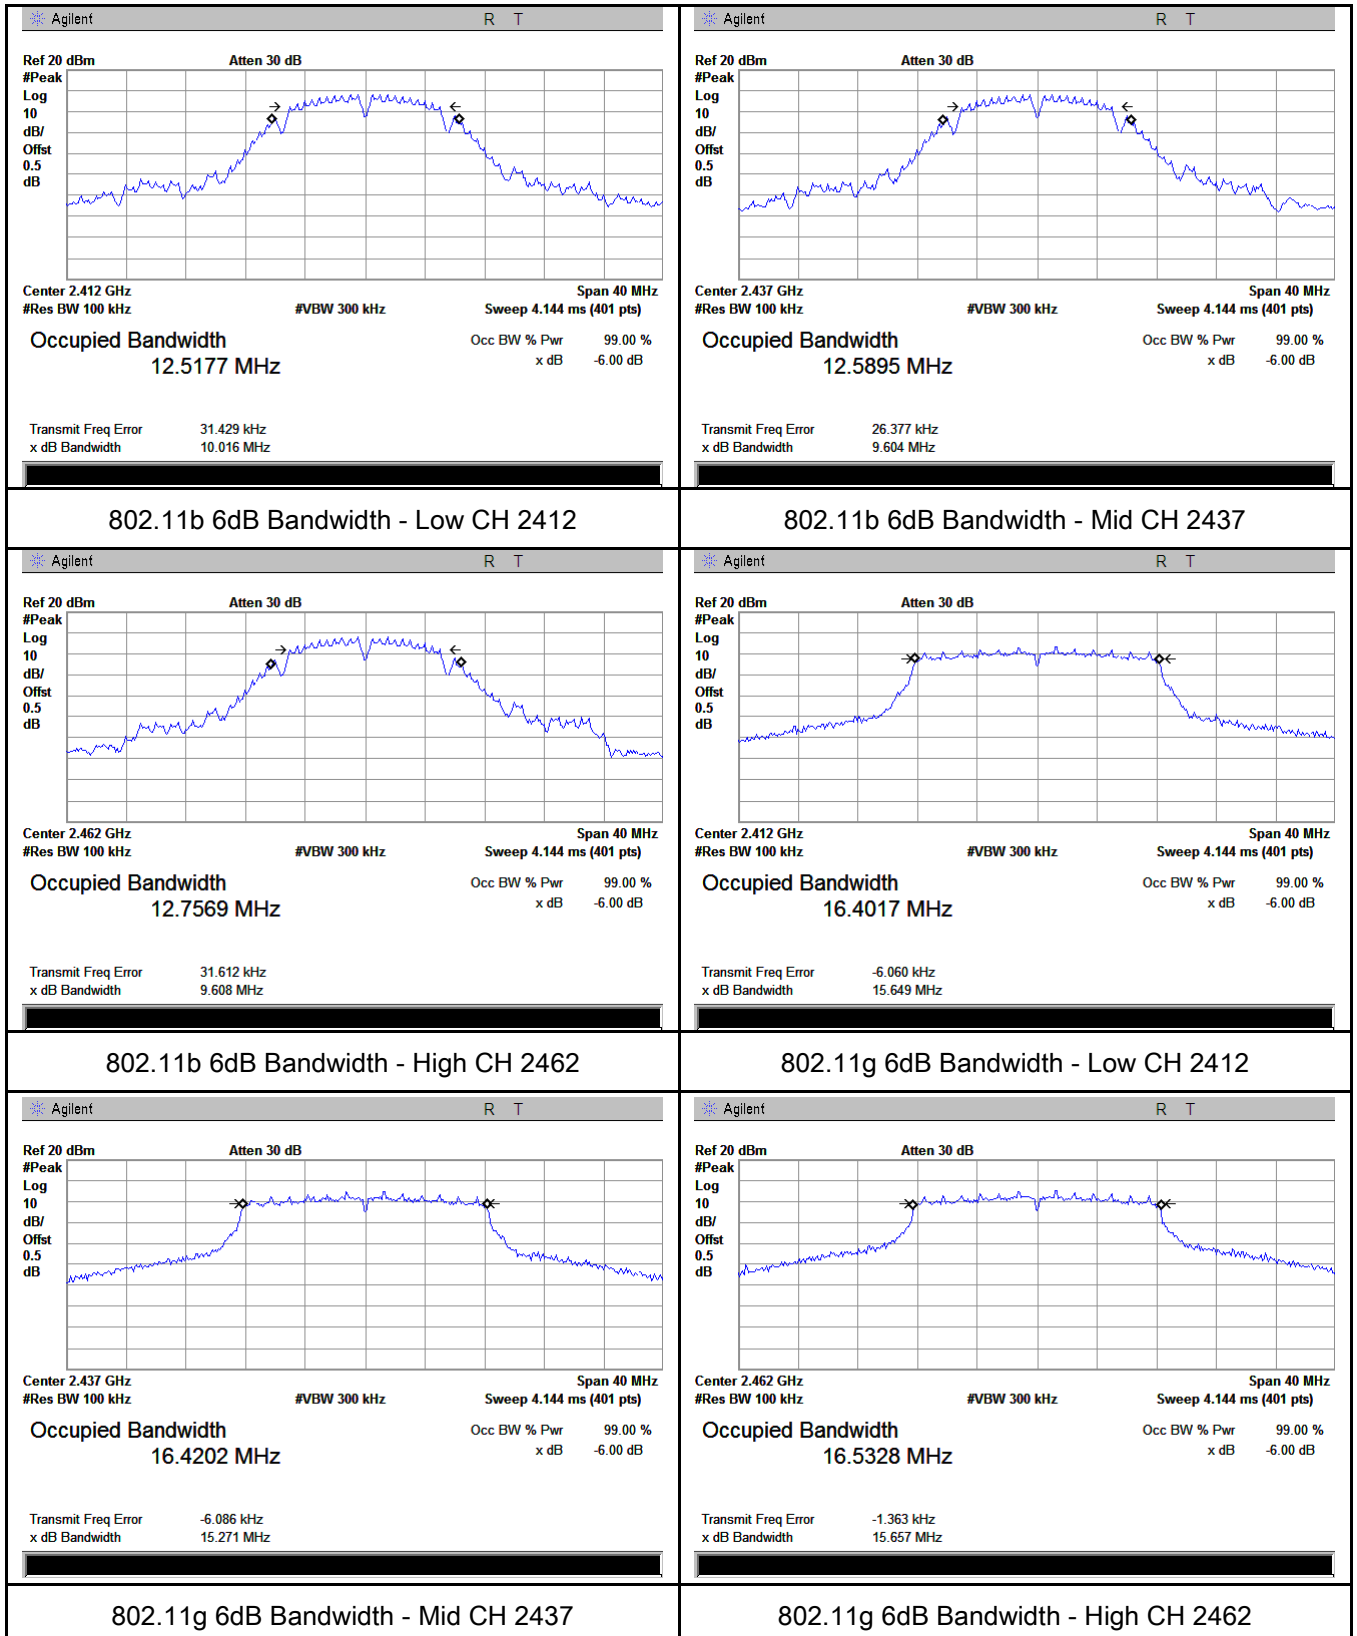 Agilent R T
Ref 20 dBm Atten 30 dB
#Peak
Log
10
dB/
Offst
0.5
dB
Center 2.412 GHz Span 40 MHz
#Res BW 100 kHz #VBW 300 kHz Sweep 4.144 ms (401 pts)
Occupied Bandwidth Occ BW % Pwr 99.00 %
12.5177 MHz x dB -6.00 dB
Transmit Freq Error 31.429 kHz
x dB Bandwidth 10.016 MHz
802.11b 6dB Bandwidth - Low CH 2412
Agilent R T
Ref 20 dBm Atten 30 dB
#Peak
Log
10
dB/
Offst
0.5
dB
Center 2.437 GHz Span 40 MHz
#Res BW 100 kHz #VBW 300 kHz Sweep 4.144 ms (401 pts)
Occupied Bandwidth Occ BW % Pwr 99.00 %
12.5895 MHz x dB -6.00 dB
Transmit Freq Error 26.377 kHz
x dB Bandwidth 9.604 MHz
802.11b 6dB Bandwidth - Mid CH 2437
Agilent R T
Ref 20 dBm Atten 30 dB
#Peak
Log
10
dB/
Offst
0.5
dB
Center 2.462 GHz Span 40 MHz
#Res BW 100 kHz #VBW 300 kHz Sweep 4.144 ms (401 pts)
Occupied Bandwidth Occ BW % Pwr 99.00 %
12.7569 MHz x dB -6.00 dB
Transmit Freq Error 31.612 kHz
x dB Bandwidth 9.608 MHz
802.11b 6dB Bandwidth - High CH 2462
Agilent R T
Ref 20 dBm Atten 30 dB
#Peak
Log
10
dB/
Offst
0.5
dB
Center 2.412 GHz Span 40 MHz
#Res BW 100 kHz #VBW 300 kHz Sweep 4.144 ms (401 pts)
Occupied Bandwidth Occ BW % Pwr 99.00 %
16.4017 MHz x dB -6.00 dB
Transmit Freq Error -6.060 kHz
x dB Bandwidth 15.649 MHz
802.11g 6dB Bandwidth - Low CH 2412
Agilent R T
Ref 20 dBm Atten 30 dB
#Peak
Log
10
dB/
Offst
0.5
dB
Center 2.437 GHz Span 40 MHz
#Res BW 100 kHz #VBW 300 kHz Sweep 4.144 ms (401 pts)
Occupied Bandwidth Occ BW % Pwr 99.00 %
16.4202 MHz x dB -6.00 dB
Transmit Freq Error -6.086 kHz
x dB Bandwidth 15.271 MHz
802.11g 6dB Bandwidth - Mid CH 2437
Agilent R T
Ref 20 dBm Atten 30 dB
#Peak
Log
10
dB/
Offst
0.5
dB
Center 2.462 GHz Span 40 MHz
#Res BW 100 kHz #VBW 300 kHz Sweep 4.144 ms (401 pts)
Occupied Bandwidth Occ BW % Pwr 99.00 %
16.5328 MHz x dB -6.00 dB
Transmit Freq Error -1.363 kHz
x dB Bandwidth 15.657 MHz
802.11g 6dB Bandwidth - High CH 2462